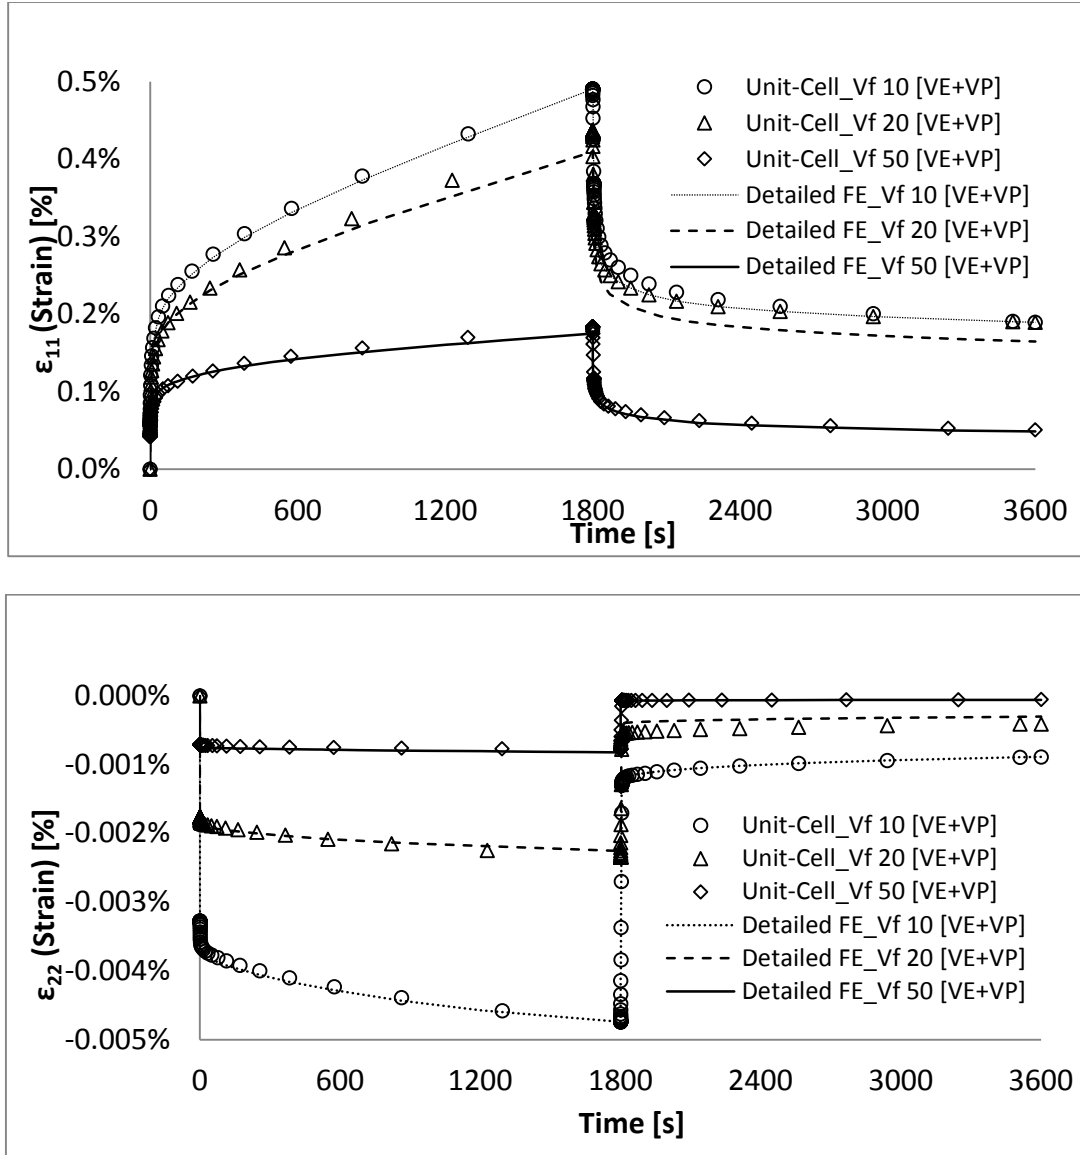 0.5%
0.4%
0.3%
0.2%
0.1%
0.0%
ε11 (Strain) [%]
Unit-Cell_Vf 10 [VE+VP]
Unit-Cell_Vf 20 [VE+VP]
Unit-Cell_Vf 50 [VE+VP]
Detailed FE_Vf 10 [VE+VP]
Detailed FE_Vf 20 [VE+VP]
Detailed FE_Vf 50 [VE+VP]
0 600 1200 1800 2400 3000 3600
Time [s]
0.000%
-0.001%
-0.002%
-0.003%
-0.004%
-0.005%
ε22 (Strain) [%]
Unit-Cell_Vf 10 [VE+VP]
Unit-Cell_Vf 20 [VE+VP]
Unit-Cell_Vf 50 [VE+VP]
Detailed FE_Vf 10 [VE+VP]
Detailed FE_Vf 20 [VE+VP]
Detailed FE_Vf 50 [VE+VP]
0 600 1200 1800 2400 3000 3600
Time [s]